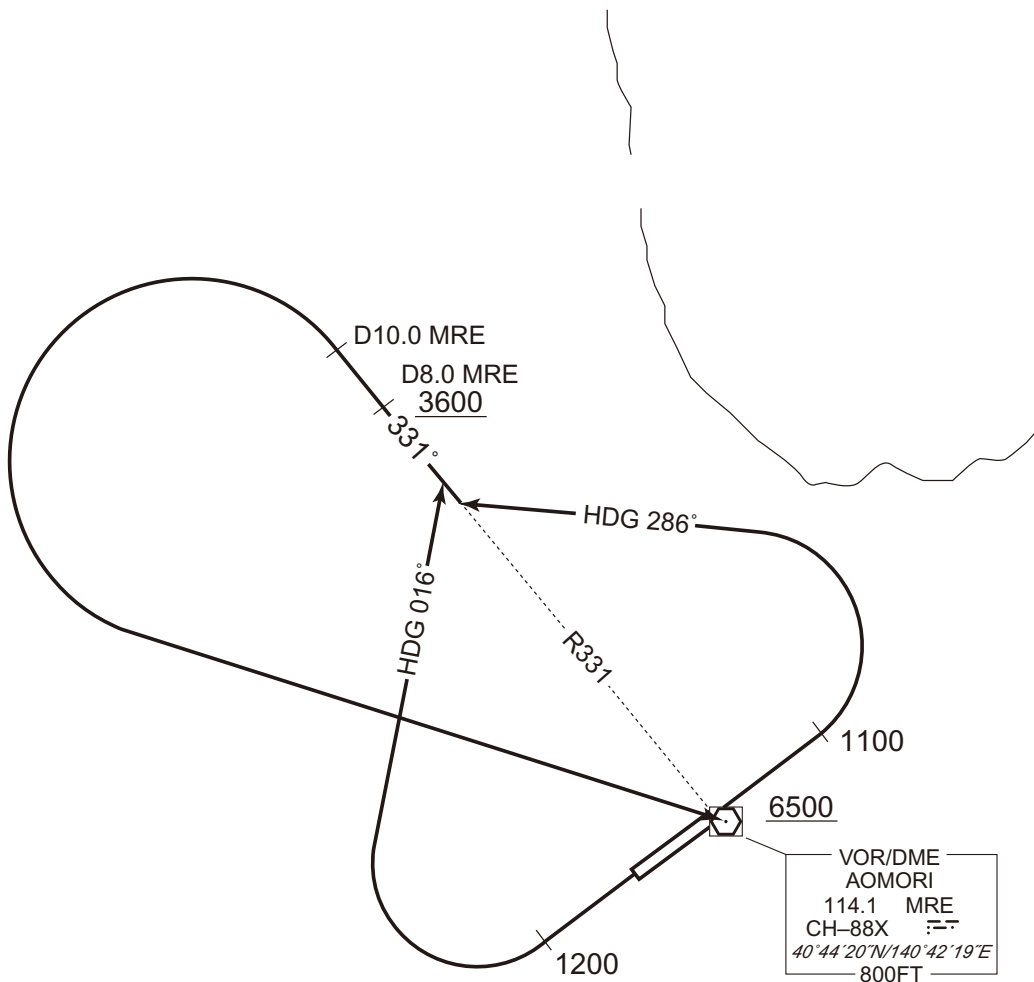 D10.0 MRE
D8.0 MRE
3600
331°
HDG 286°
HDG 016°
R331
1100
6500
1200
VOR/DME
AOMORI
114.1 MRE
CH–88X
40°44´20˝N/140°42´19˝E
800FT